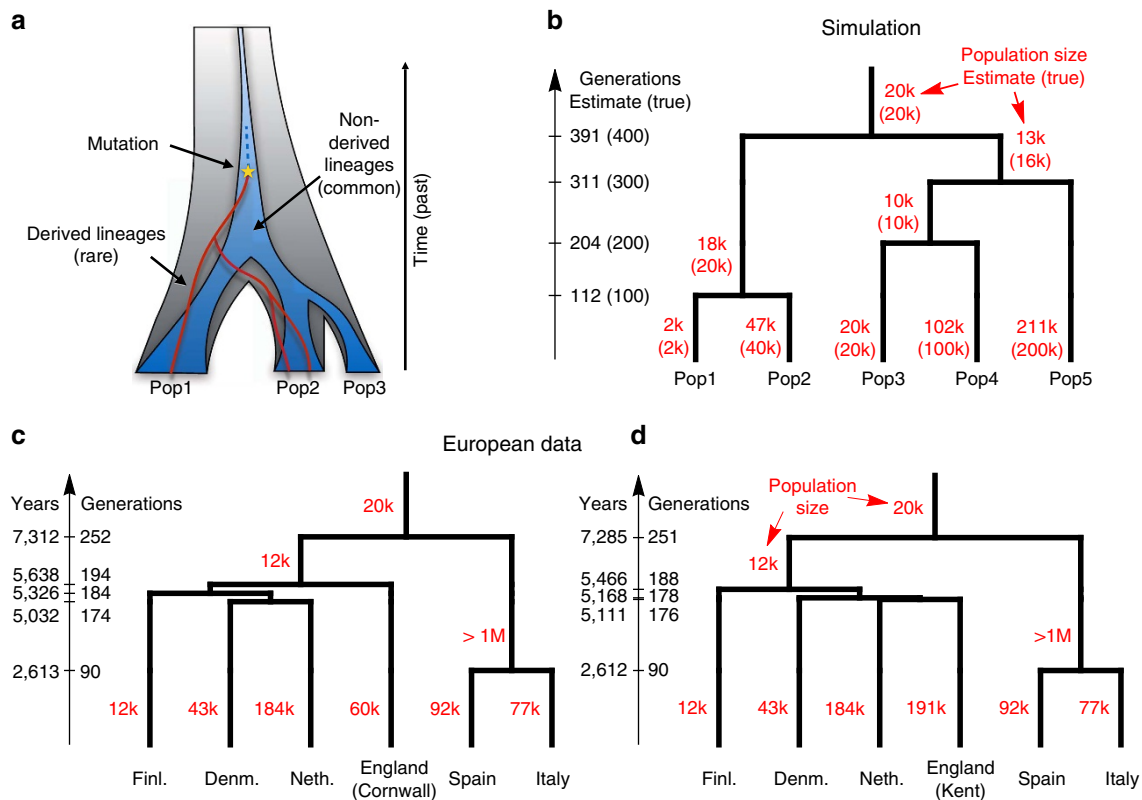 a
Mutation
Non-
derived
lineages
(common)
Derived lineages
(rare)
Time (past)
Pop1
Pop2
Pop3
b
Simulation
Generations
Estimate (true)
Population size
Estimate (true)
20k
(20k)
391 (400)
13k
(16k)
311 (300)
10k
(10k)
204 (200)
18k
(20k)
112 (100)
2k
(2k)
47k
(40k)
20k
(20k)
102k
(100k)
211k
(200k)
Pop1
Pop2
Pop3
Pop4
Pop5
European data
c
Years
Generations
20k
7,312
252
12k
5,638
194
5,326
184
5,032
174
> 1M
2,613
90
12k
43k
184k
60k
92k
77k
Finl.
Denm.
Neth.
England
(Cornwall)
Spain
Italy
d
Years
Generations
Population
size
20k
7,285
251
12k
5,466
188
5,168
178
5,111
176
>1M
2,612
90
12k
43k
184k
191k
92k
77k
Finl.
Denm.
Neth.
England
(Kent)
Spain
Italy